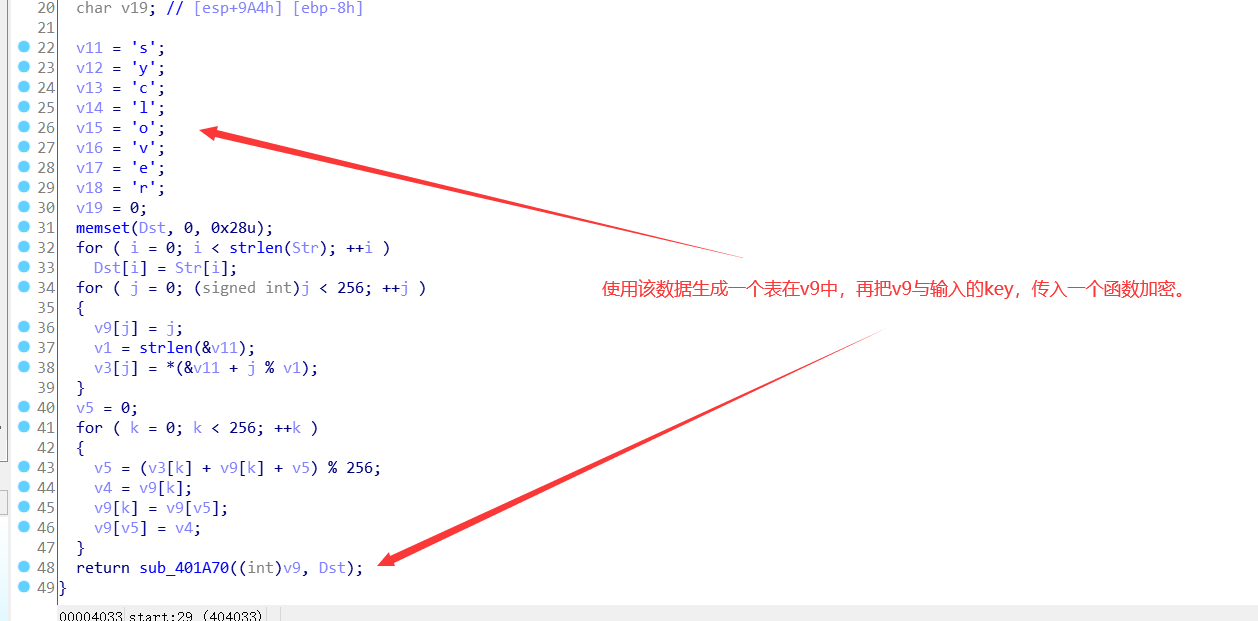 20 char v19; // [esp+9A4h] [ebp-8h]
21
22 v11 = 's';
23 v12 = 'y';
24 v13 = 'c';
25 v14 = 'l';
26 v15 = 'o';
27 v16 = 'v';
28 v17 = 'e';
29 v18 = 'r';
30 v19 = 0;
31 memset(Dst, 0, 0x28u);
32 for ( i = 0; i < strlen(Str); ++i )
33 Dst[i] = Str[i];
34 for ( j = 0; (signed int)j < 256; ++j )
35 {
36 v9[j] = j;
37 v1 = strlen(&v11);
38 v3[j] = *(&v11 + j % v1);
39 }
40 v5 = 0;
41 for ( k = 0; k < 256; ++k )
42 {
43 v5 = (v3[k] + v9[k] + v5) % 256;
44 v4 = v9[k];
45 v9[k] = v9[v5];
46 v9[v5] = v4;
47 }
48 return sub_401A70((int)v9, Dst);
49 }
使用该数据生成一个表在v9中，再把v9与输入的key，传入一个函数加密。
00004033 start:29 (404033)